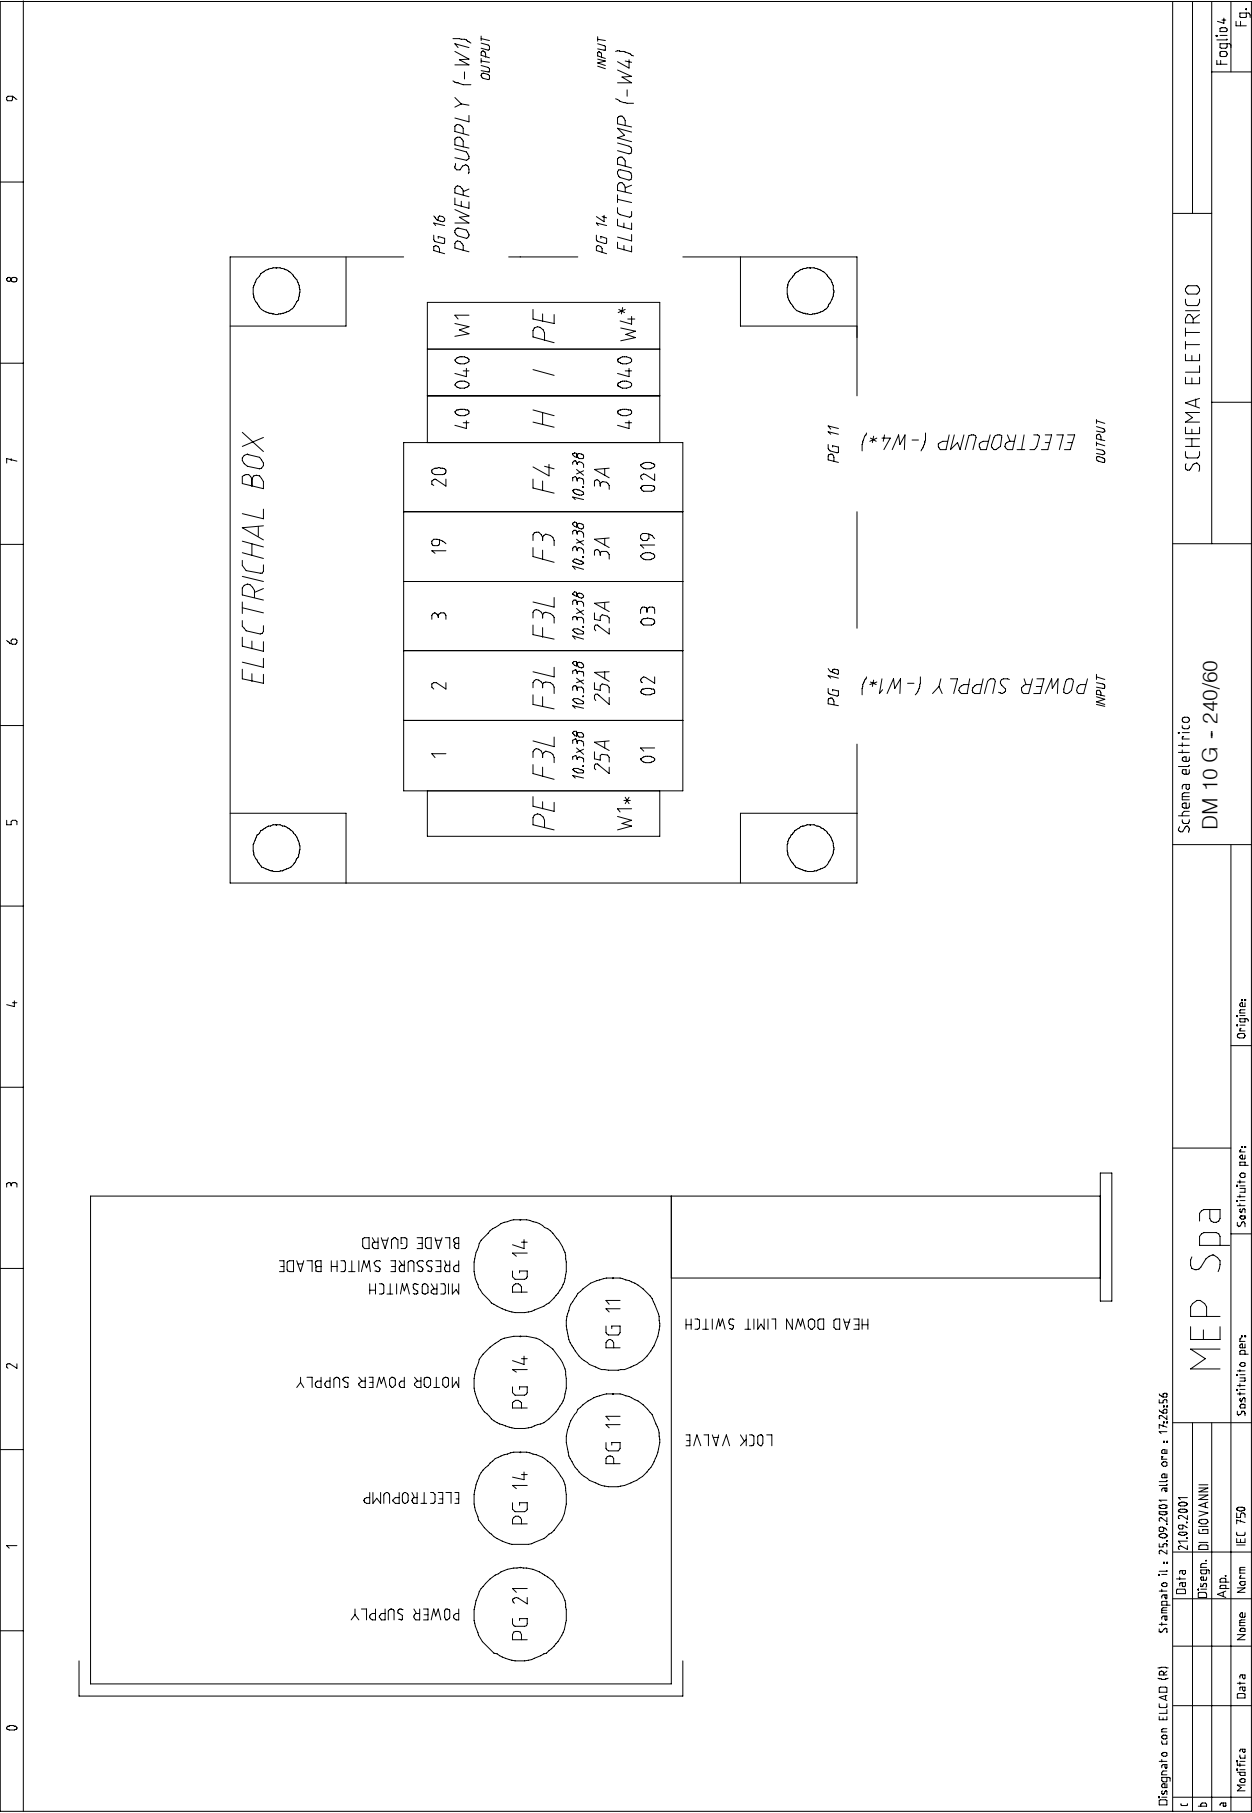 0 1 2 3 4 5 6 7 8 9
POWER SUPPLY
ELECTROPUMP
MOTOR POWER SUPPLY
MICROSWITCH
PRESSURE SWITCH BLADE
BLADE GUARD
PG 21
PG 14
PG 14
PG 14
PG 11
PG 11
LOCK VALVE
HEAD DOWN LIMIT SWITCH
ELECTRICHAL BOX
1 2 3 19 20
40 040 W1
PE F3L F3L F3L F3 F4 H / PE
10.3x38 10.3x38 10.3x38 10.3x38 10.3x38
25A 25A 25A 3A 3A
W1* 01 02 03 019 020
40 040 W4*
PG 16
POWER SUPPLY (-W1)
OUTPUT
INPUT
PG 14
ELECTROPUMP (-W4)
PG 16
POWER SUPPLY (-W1*)
INPUT
PG 11
ELECTROPUMP (-W4*)
OUTPUT
Disegnato con ELCAD (R) Stampato il : 25.09.2001 alle ore : 17:26:56
c
b
a
Data 21.09.2001
Disegn. DI GIOVANNI
App.
Modifica Data Nome Norm IEC 750
MEP Spa
Sostituito per: Sostituito per: Origine:
Schema elettrico
DM 10 G - 240/60
SCHEMA ELETTRICO
Foglio 4
Fg.